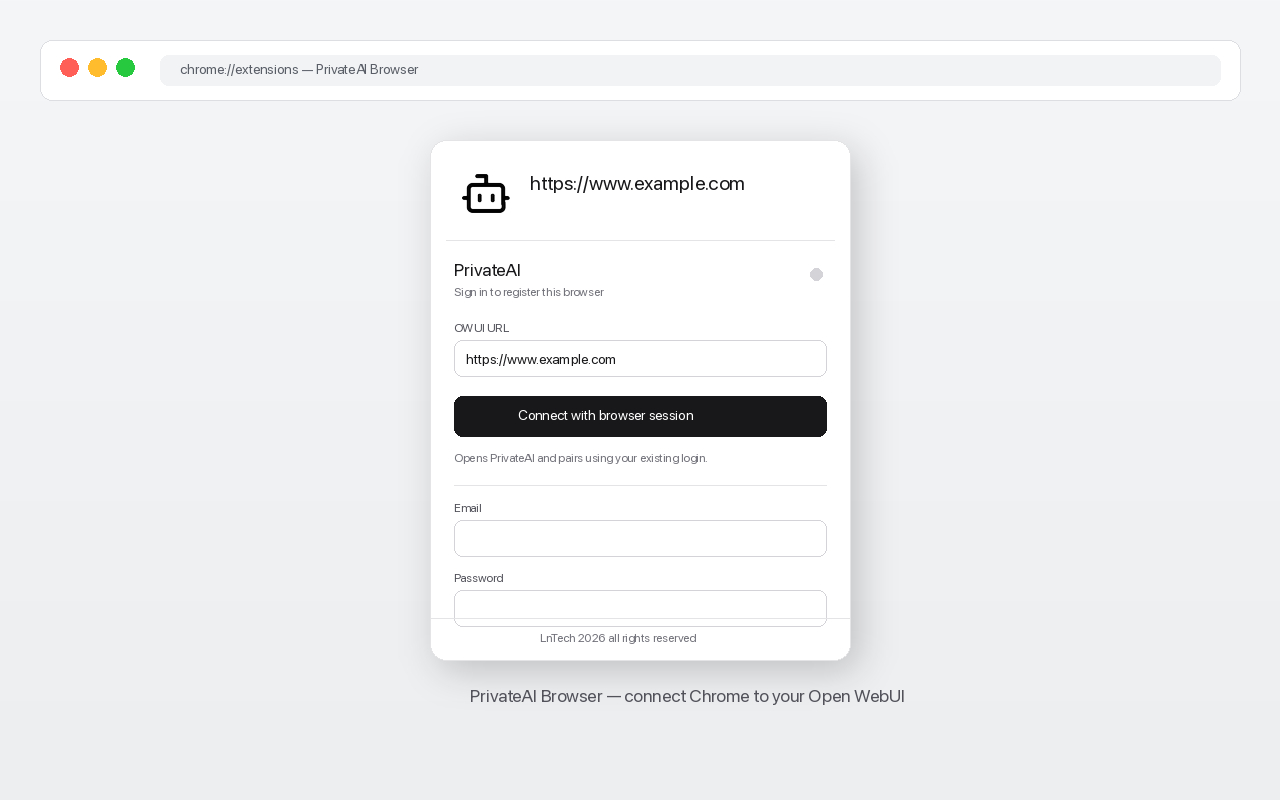 chrome://extensions — PrivateAI Browser
https://www.example.com
PrivateAI
Sign in to register this browser
OWUI URL
https://www.example.com
Connect with browser session
Opens PrivateAI and pairs using your existing login.
Email
Password
LnTech 2026 all rights reserved
PrivateAI Browser — connect Chrome to your Open WebUI